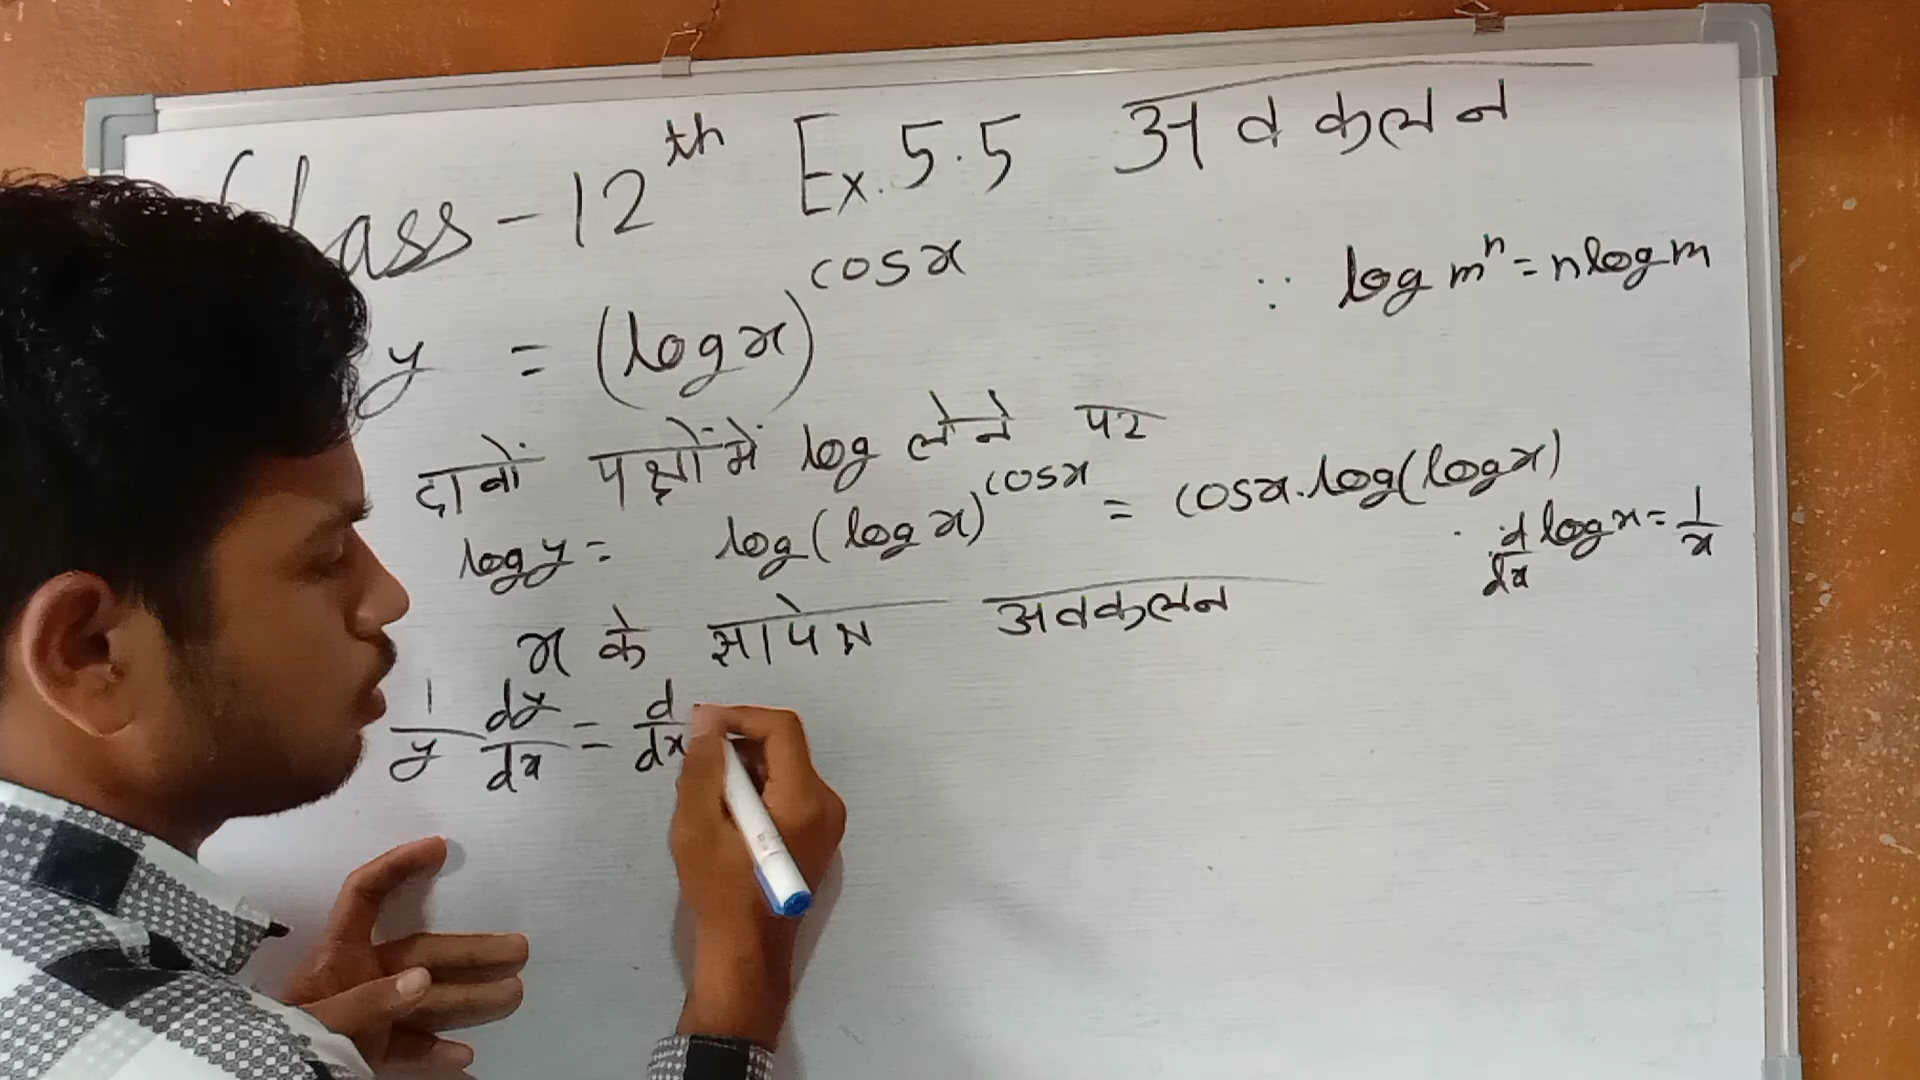 Class - 12th Ex. 5.5 अवकलन
y = (log x)^cos x ∵ log m^n = n log m
दानों पक्षों में log लेने पर
log y = log (log x)^cos x = cos x . log (log x)
∵ d/dx log x = 1/x
x के सापेक्ष अवकलन
1/y dy/dx = d/dx